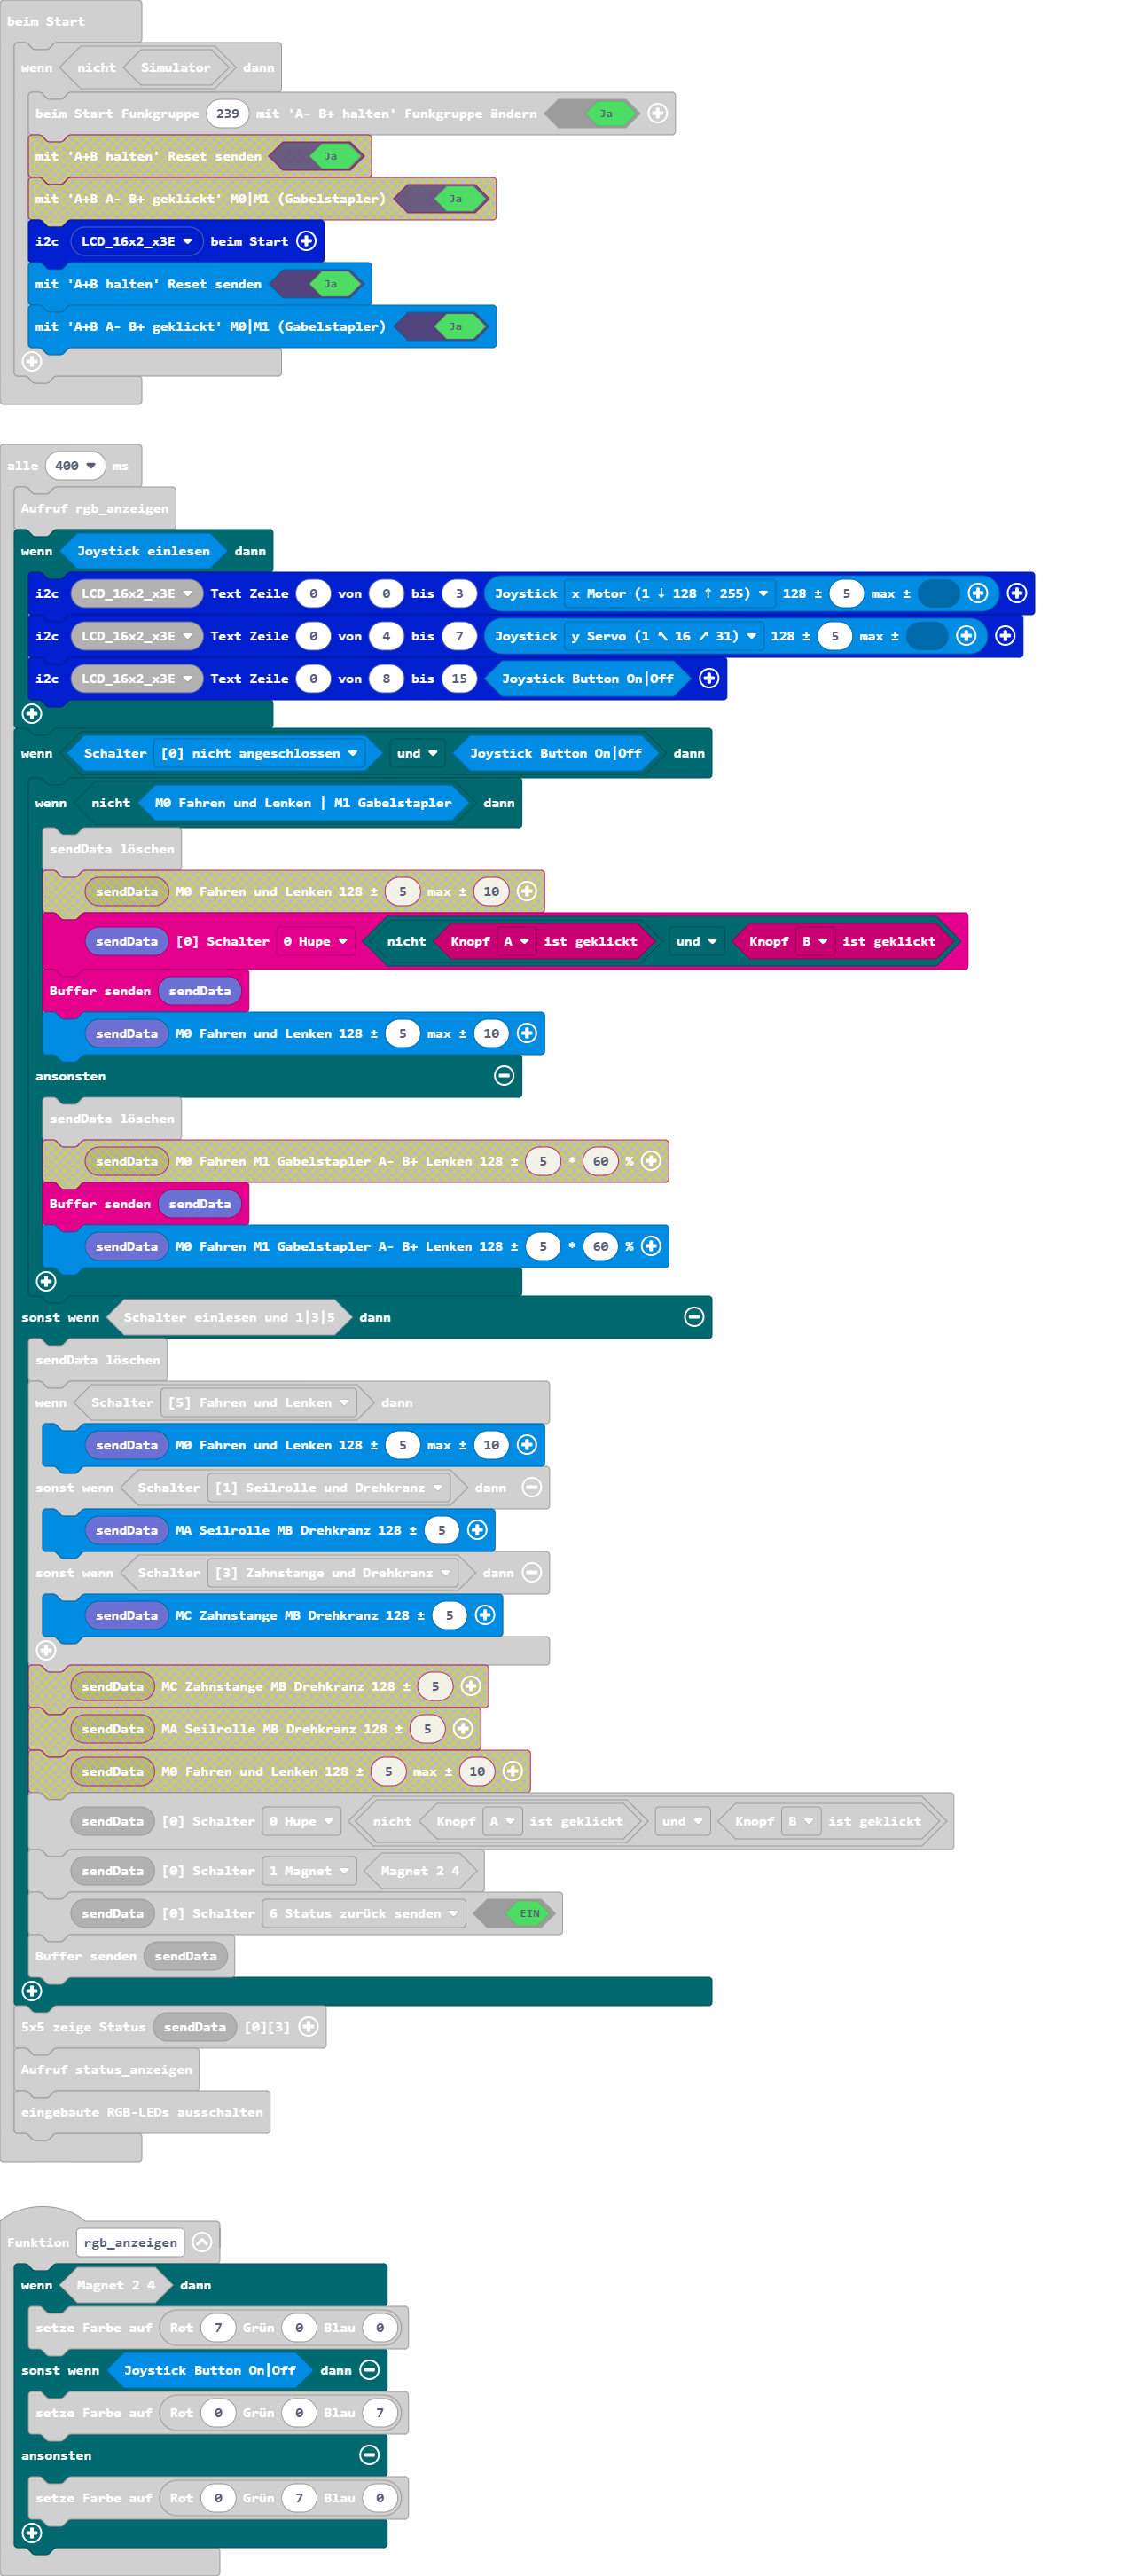 beim Start
wenn nicht Simulator dann
beim Start Funkgruppe 239 mit 'A- B+ halten' Funkgruppe ändern Ja
mit 'A+B halten' Reset senden Ja
mit 'A+B A- B+ geklickt' M0|M1 (Gabelstapler) Ja
i2c LCD_16x2_x3E beim Start
mit 'A+B halten' Reset senden Ja
mit 'A+B A- B+ geklickt' M0|M1 (Gabelstapler) Ja
alle 400 ms
Aufruf rgb_anzeigen
wenn Joystick einlesen dann
i2c LCD_16x2_x3E Text Zeile 0 von 0 bis 3 Joystick x Motor (1 ↓ 128 ↑ 255) 128 ± 5 max ±
i2c LCD_16x2_x3E Text Zeile 0 von 4 bis 7 Joystick y Servo (1 ↖ 16 ↗ 31) 128 ± 5 max ±
i2c LCD_16x2_x3E Text Zeile 0 von 8 bis 15 Joystick Button On|Off
wenn Schalter [0] nicht angeschlossen und Joystick Button On|Off dann
wenn nicht M0 Fahren und Lenken | M1 Gabelstapler dann
sendData löschen
sendData M0 Fahren und Lenken 128 ± 5 max ± 10
sendData [0] Schalter 0 Hupe nicht Knopf A ist geklickt und Knopf B ist geklickt
Buffer senden sendData
sendData M0 Fahren und Lenken 128 ± 5 max ± 10
ansonsten
sendData löschen
sendData M0 Fahren M1 Gabelstapler A- B+ Lenken 128 ± 5 * 60 %
Buffer senden sendData
sendData M0 Fahren M1 Gabelstapler A- B+ Lenken 128 ± 5 * 60 %
sonst wenn Schalter einlesen und 1|3|5 dann
sendData löschen
wenn Schalter [5] Fahren und Lenken dann
sendData M0 Fahren und Lenken 128 ± 5 max ± 10
sonst wenn Schalter [1] Seilrolle und Drehkranz dann
sendData MA Seilrolle MB Drehkranz 128 ± 5
sonst wenn Schalter [3] Zahnstange und Drehkranz dann
sendData MC Zahnstange MB Drehkranz 128 ± 5
sendData MC Zahnstange MB Drehkranz 128 ± 5
sendData MA Seilrolle MB Drehkranz 128 ± 5
sendData M0 Fahren und Lenken 128 ± 5 max ± 10
sendData [0] Schalter 0 Hupe nicht Knopf A ist geklickt und Knopf B ist geklickt
sendData [0] Schalter 1 Magnet Magnet 2 4
sendData [0] Schalter 6 Status zurück senden EIN
Buffer senden sendData
5x5 zeige Status sendData [0][3]
Aufruf status_anzeigen
eingebaute RGB-LEDs ausschalten
Funktion rgb_anzeigen
wenn Magnet 2 4 dann
setze Farbe auf Rot 7 Grün 0 Blau 0
sonst wenn Joystick Button On|Off dann
setze Farbe auf Rot 0 Grün 0 Blau 7
ansonsten
setze Farbe auf Rot 0 Grün 7 Blau 0